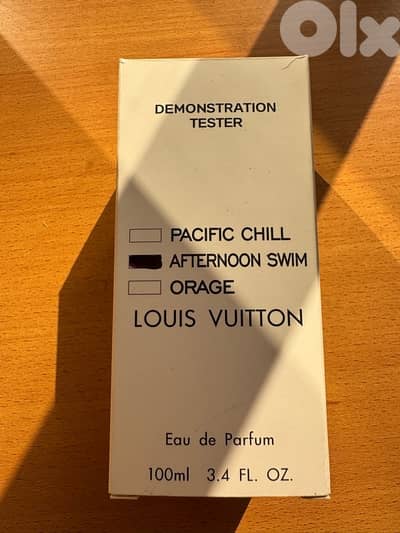 OLX
DEMONSTRATION
TESTER
PACIFIC CHILL
AFTERNOON SWIM
ORAGE
LOUIS VUITTON
Eau de Parfum
100ml 3.4 FL. OZ.